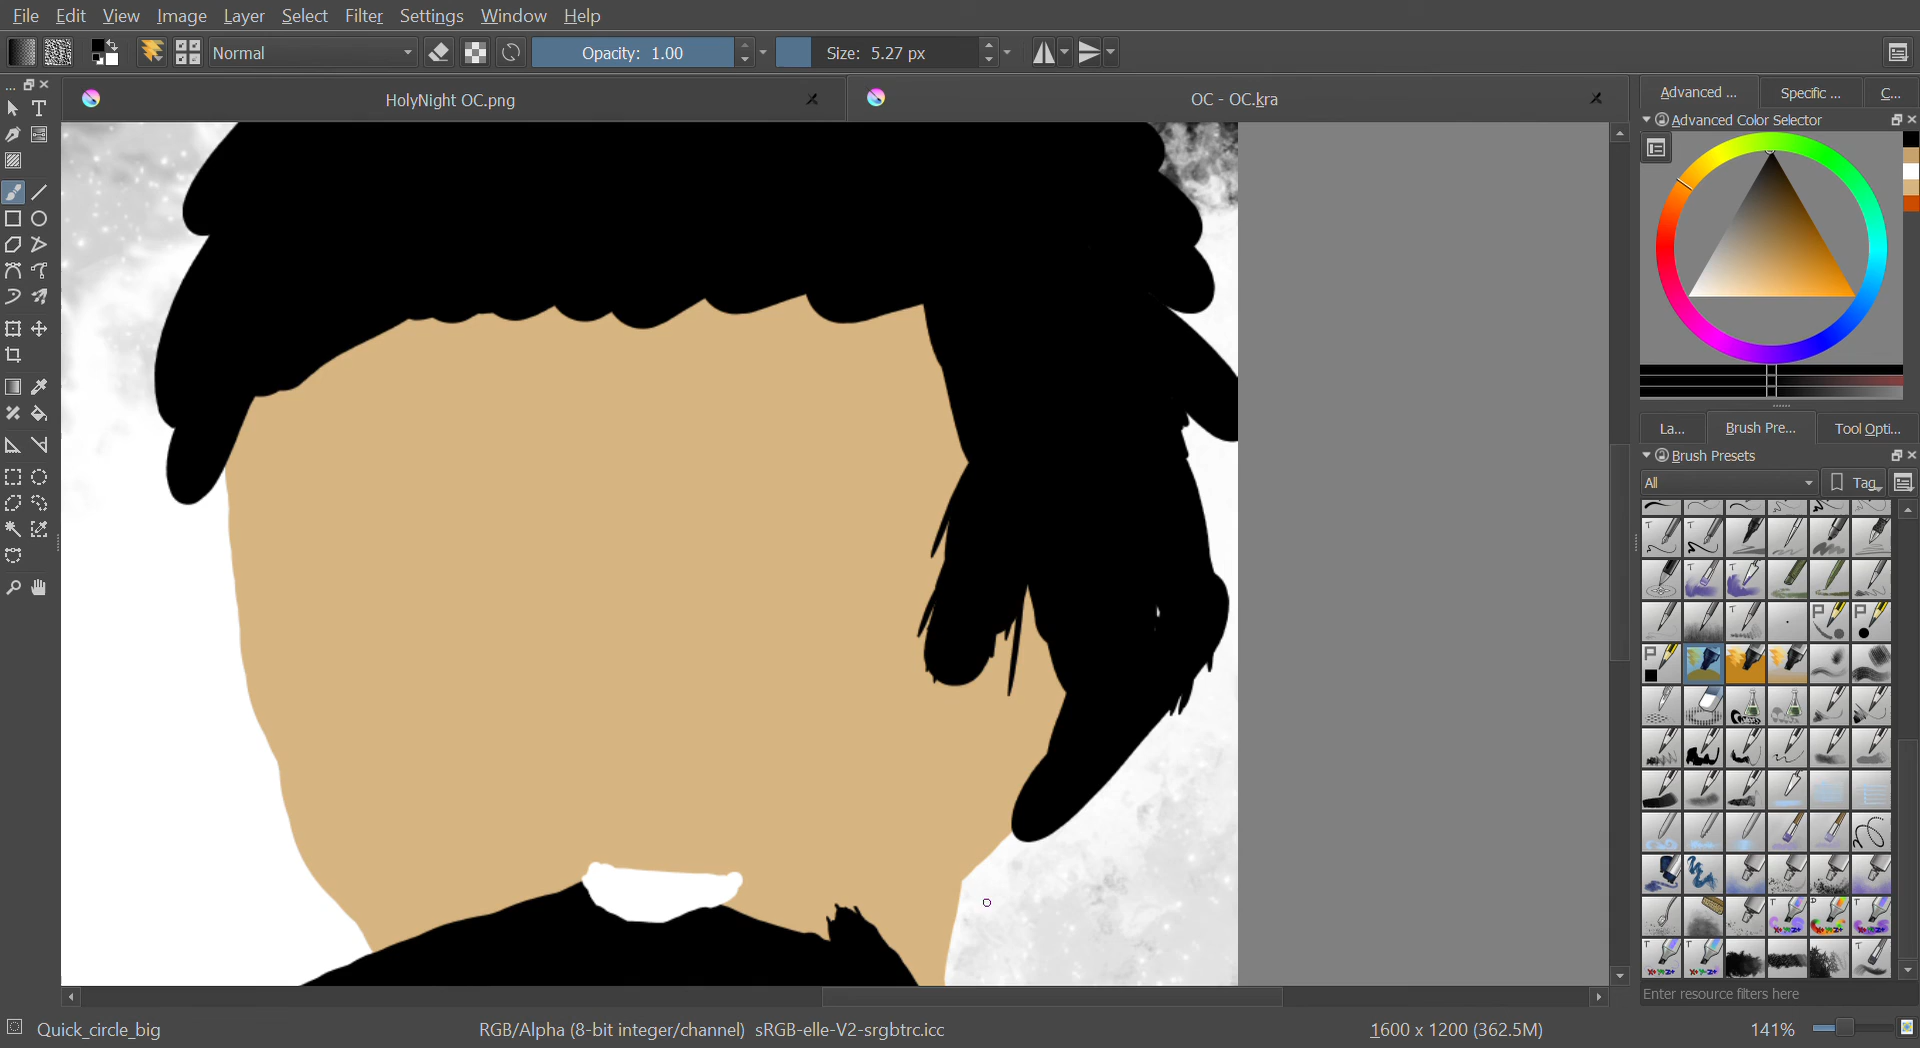 File Edit View Image Layer Select Filter Settings Window Help
Normal Opacity: 1.00 Size: 5.27 px
HolyNight OC.png OC - OC.kra
Advanced ... Specific ... C...
Advanced Color Selector
La... Brush Pre... Tool Opti...
Brush Presets
All Tag
Enter resource filters here
Quick_circle_big RGB/Alpha (8-bit integer/channel) sRGB-elle-V2-srgbtrc.icc 1600 x 1200 (362.5M) 141%